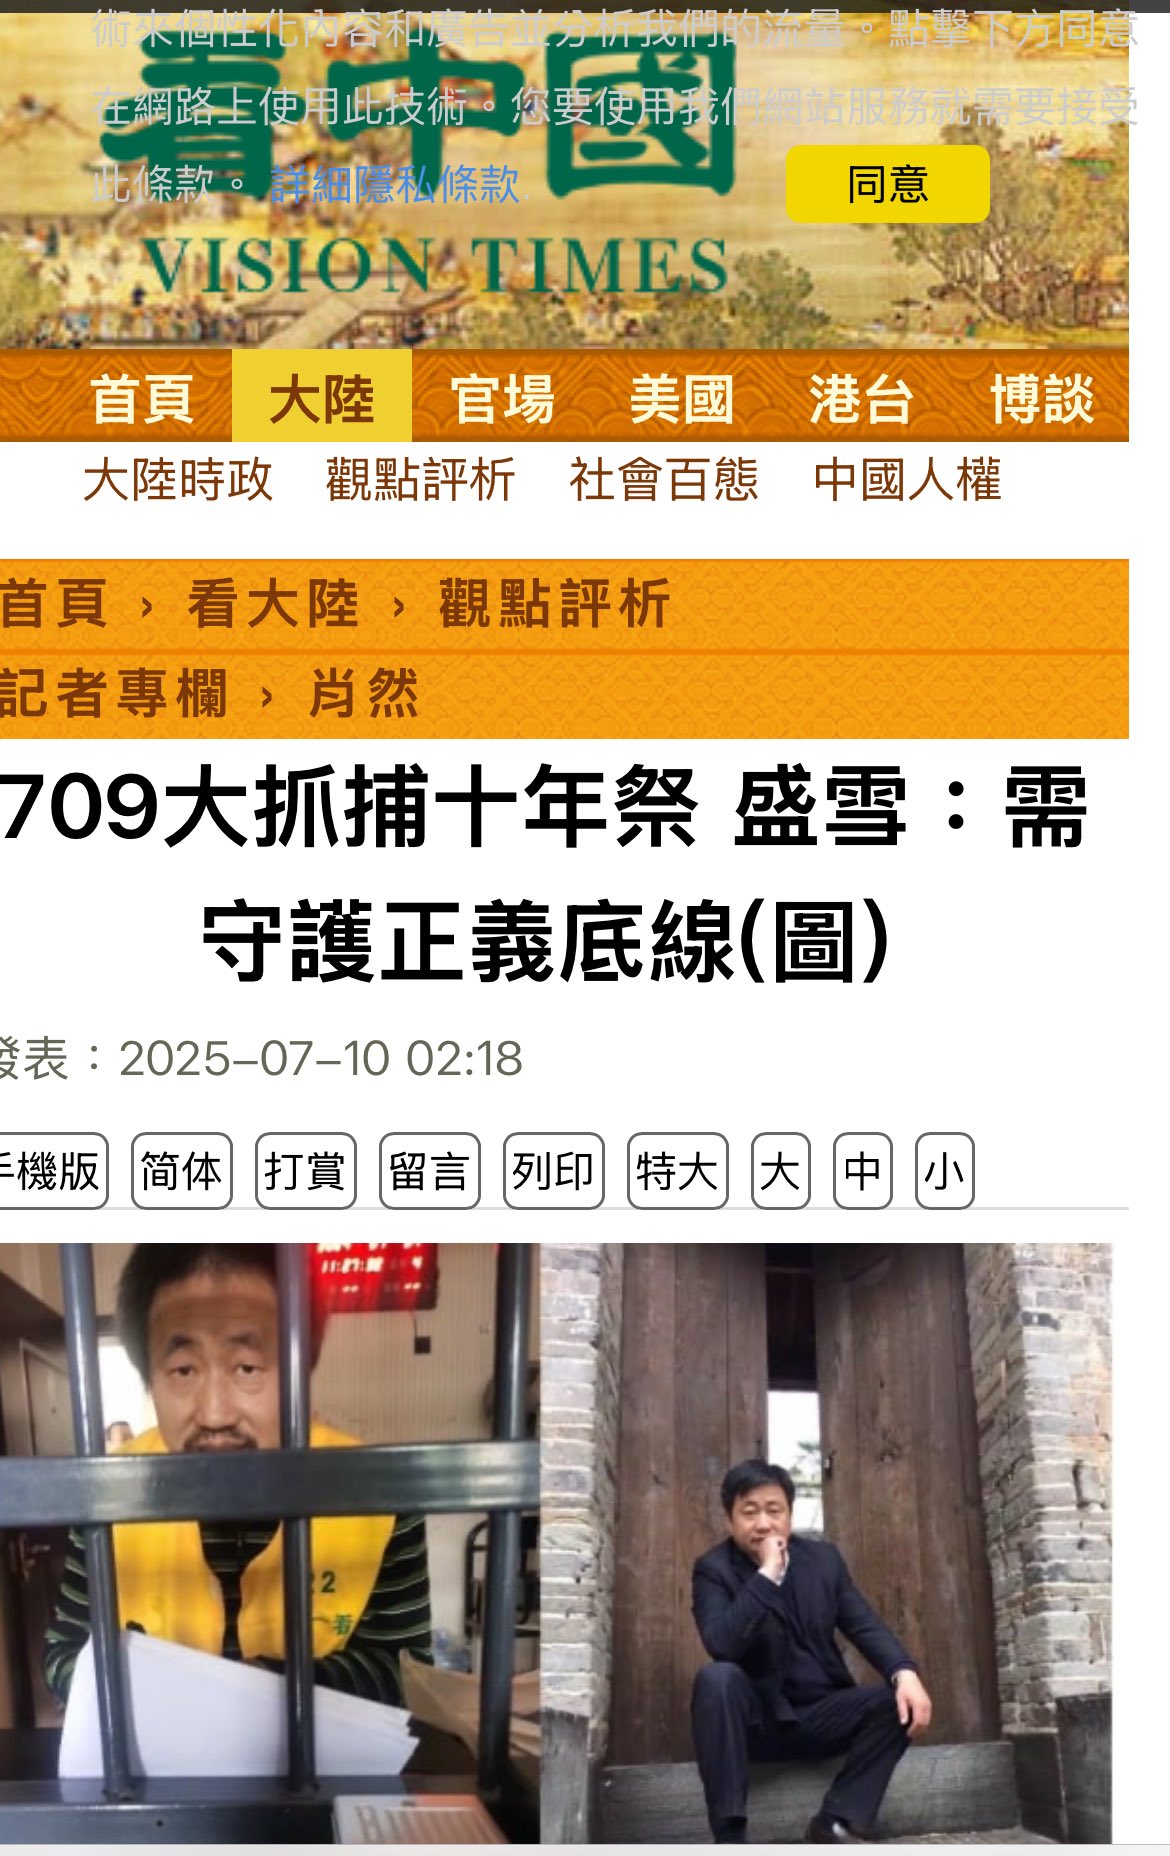 術來個性化內容和廣告並分析我們的流量。點擊下方同意
在網路上使用此技術。您要使用我們網站服務就需要接受
此條款。 詳細隱私條款.
同意
看中國
VISION TIMES
首頁 大陸 官場 美國 港台 博談
大陸時政 觀點評析 社會百態 中國人權
首頁 › 看大陸 › 觀點評析
記者專欄 › 肖然
709大抓捕十年祭 盛雪：需
守護正義底線(圖)
發表：2025-07-10 02:18
手機版 简体 打賞 留言 列印 特大 大 中 小
22
看